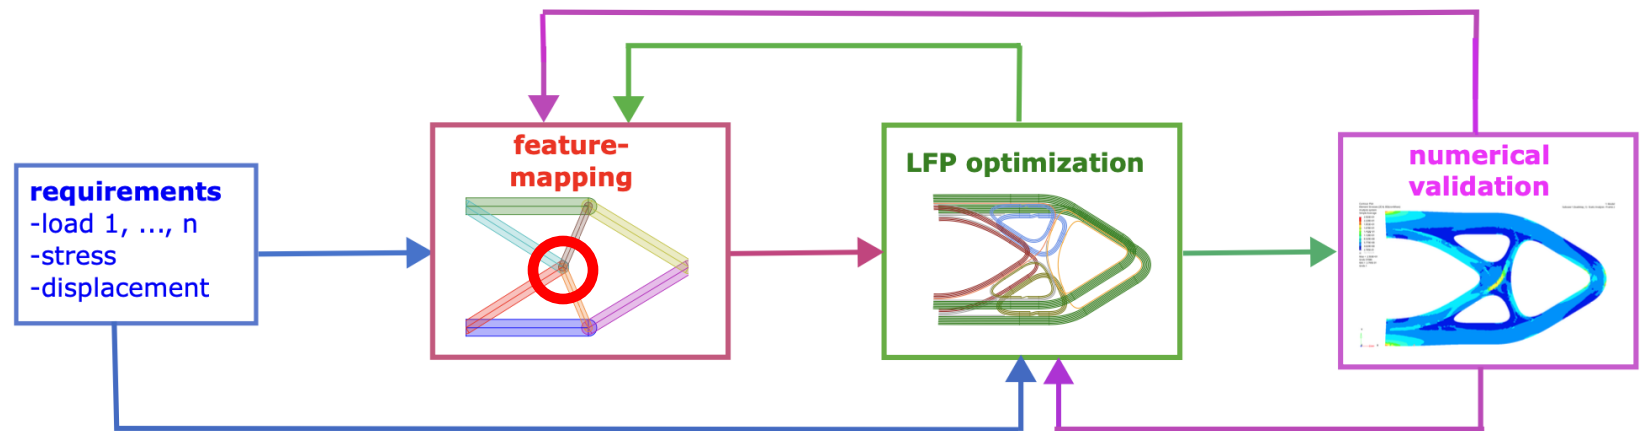 requirements
-load 1, ..., n
-stress
-displacement
feature-
mapping
LFP optimization
numerical
validation